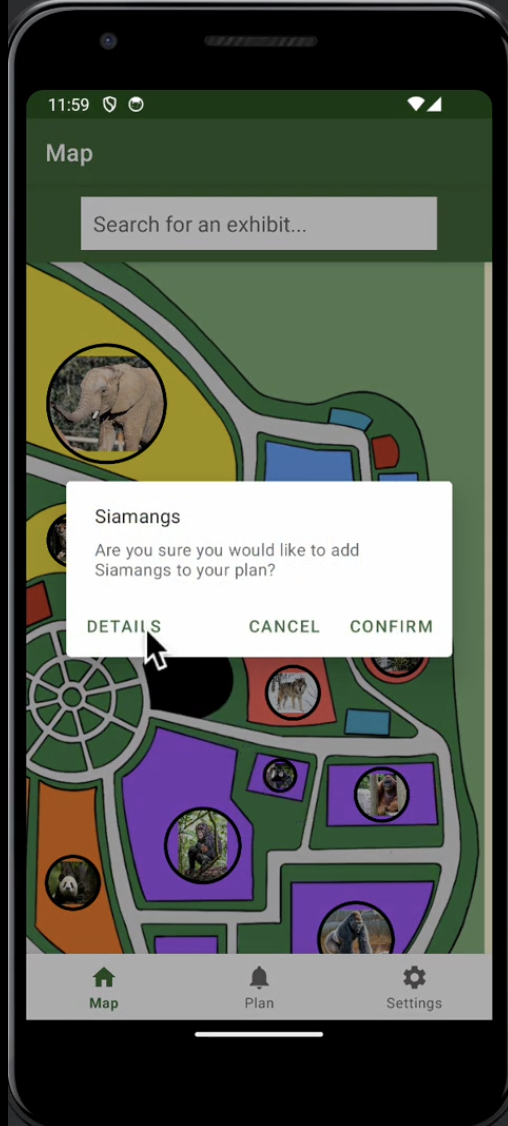 11:59
Map
Search for an exhibit...
Siamangs
Are you sure you would like to add
Siamangs to your plan?
DETAILS CANCEL CONFIRM
Map Plan Settings